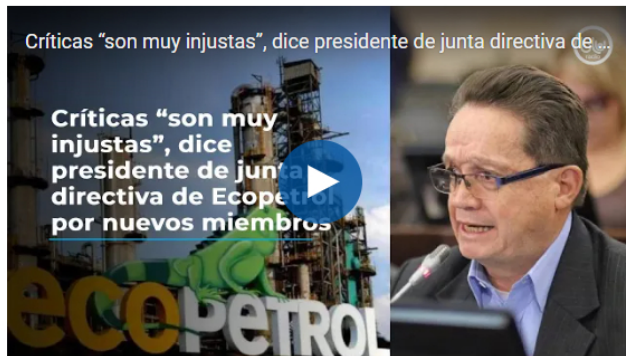 Críticas “son muy injustas”, dice presidente de junta directiva de ...
Críticas “son muy
injustas”, dice
presidente de junta
directiva de Ecopetrol
por nuevos miembros
ecoPETROL